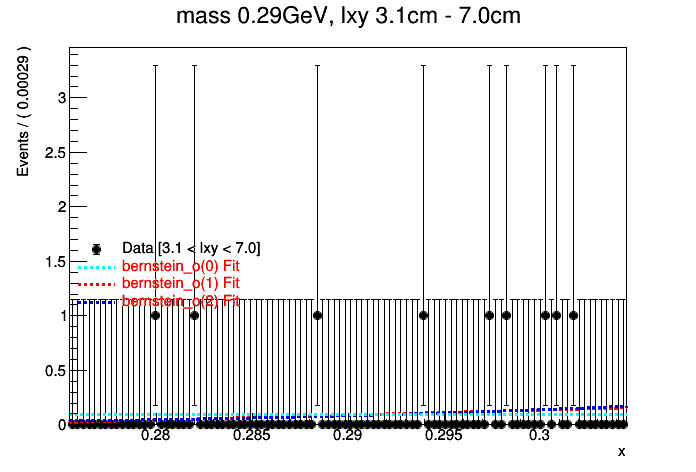 mass 0.29GeV, lxy 3.1cm - 7.0cm
Events / ( 0.00029 )
3
2.5
2
1.5
1
0.5
0
Data [3.1 < lxy < 7.0]
bernstein_o(0) Fit
bernstein_o(1) Fit
bernstein_o(2) Fit
0.28 0.285 0.29 0.295 0.3
x